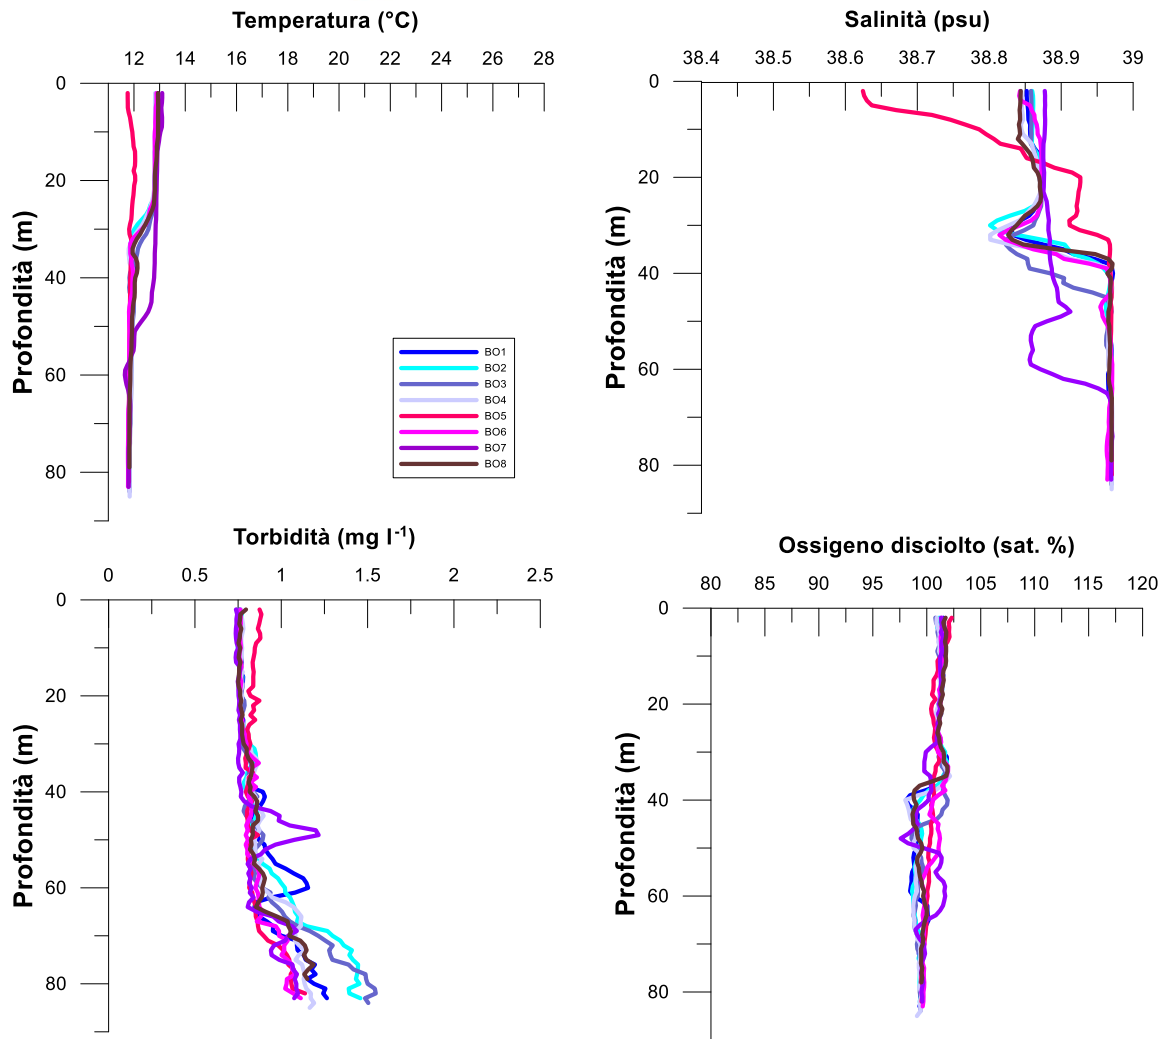 Temperatura (°C)
12 14 16 18 20 22 24 26 28
0
20
40
60
80
Profondità (m)
BO1
BO2
BO3
BO4
BO5
BO6
BO7
BO8
Salinità (psu)
38.4 38.6 38.7 38.8 38.9 39
0
20
40
60
80
Profondità (m)
Torbidità (mg l-1)
0 0.5 1 1.5 2 2.5
0
20
40
60
80
Profondità (m)
Ossigeno disciolto (sat. %)
80 85 90 95 100 105 110 115 120
0
20
40
60
80
Profondità (m)